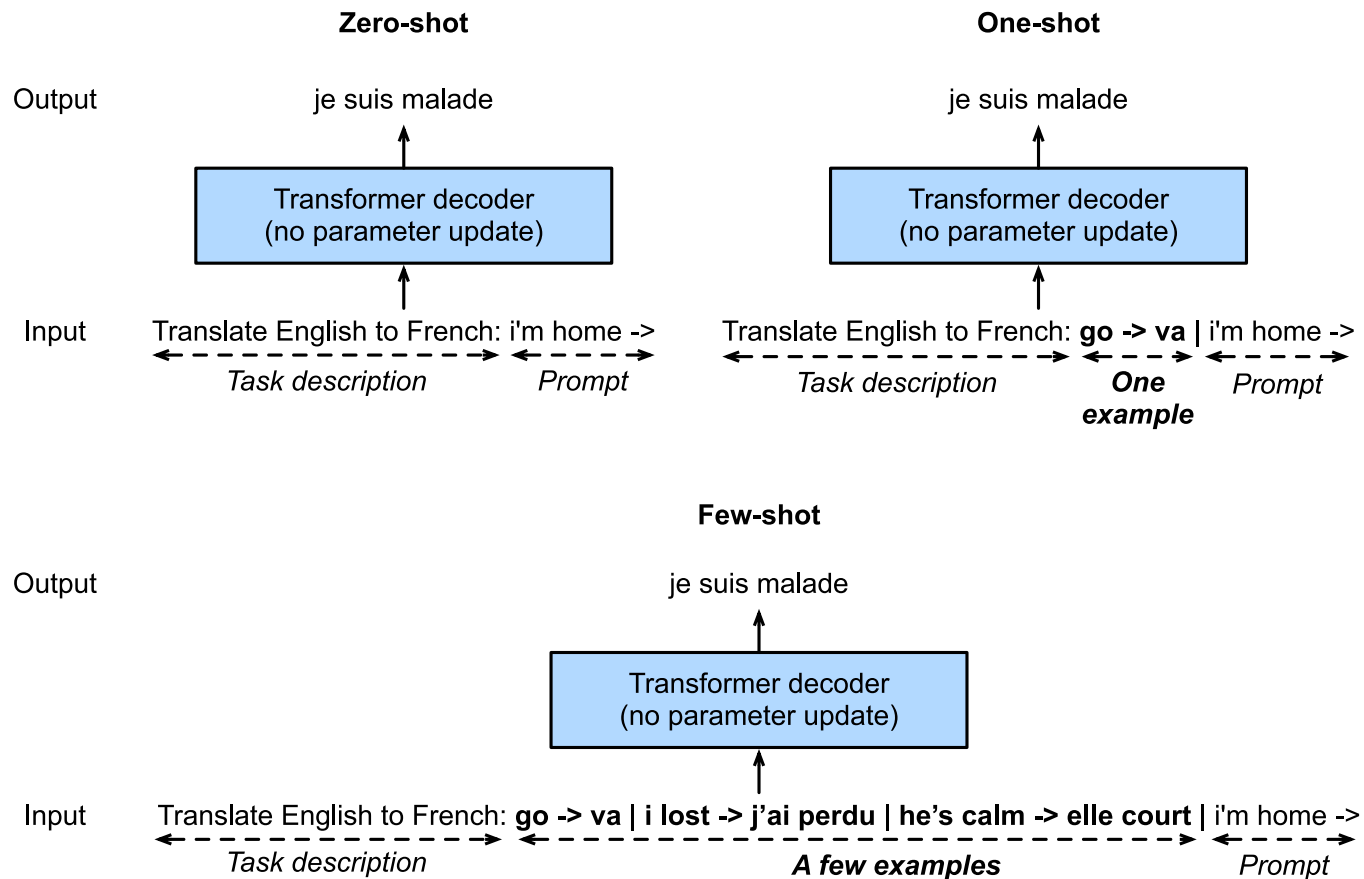 Zero-shot
One-shot
Output
je suis malade
je suis malade
Transformer decoder
(no parameter update)
Transformer decoder
(no parameter update)
Input
Translate English to French: i'm home ->
Translate English to French: go -> va | i'm home ->
Task description
Prompt
Task description
One
example
Prompt
Few-shot
Output
je suis malade
Transformer decoder
(no parameter update)
Input
Translate English to French: go -> va | i lost -> j’ai perdu | he’s calm -> elle court | i'm home ->
Task description
A few examples
Prompt